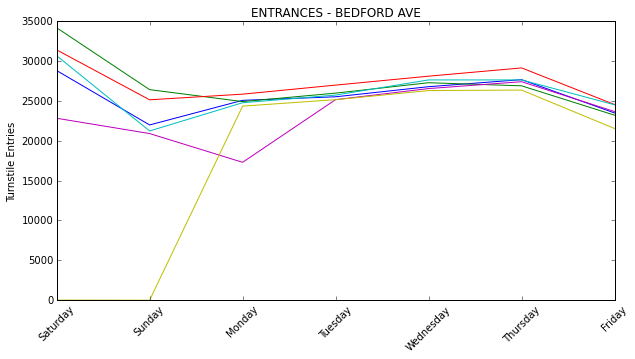 ENTRANCES - BEDFORD AVE
Turnstile Entries
35000
30000
25000
20000
15000
10000
5000
0
Saturday
Sunday
Monday
Tuesday
Wednesday
Thursday
Friday